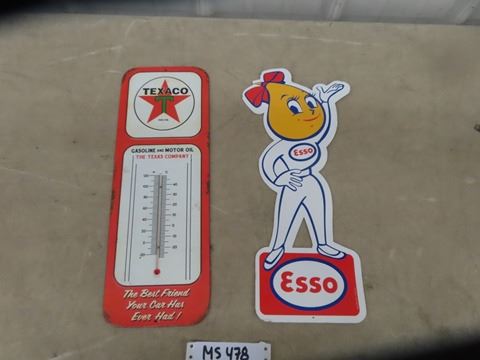 TEXACO
T
GASOLINE AND MOTOR OIL
THE TEXAS COMPANY
The Best Friend
Your Car Has
Ever Had!
Esso
Esso
MS 478